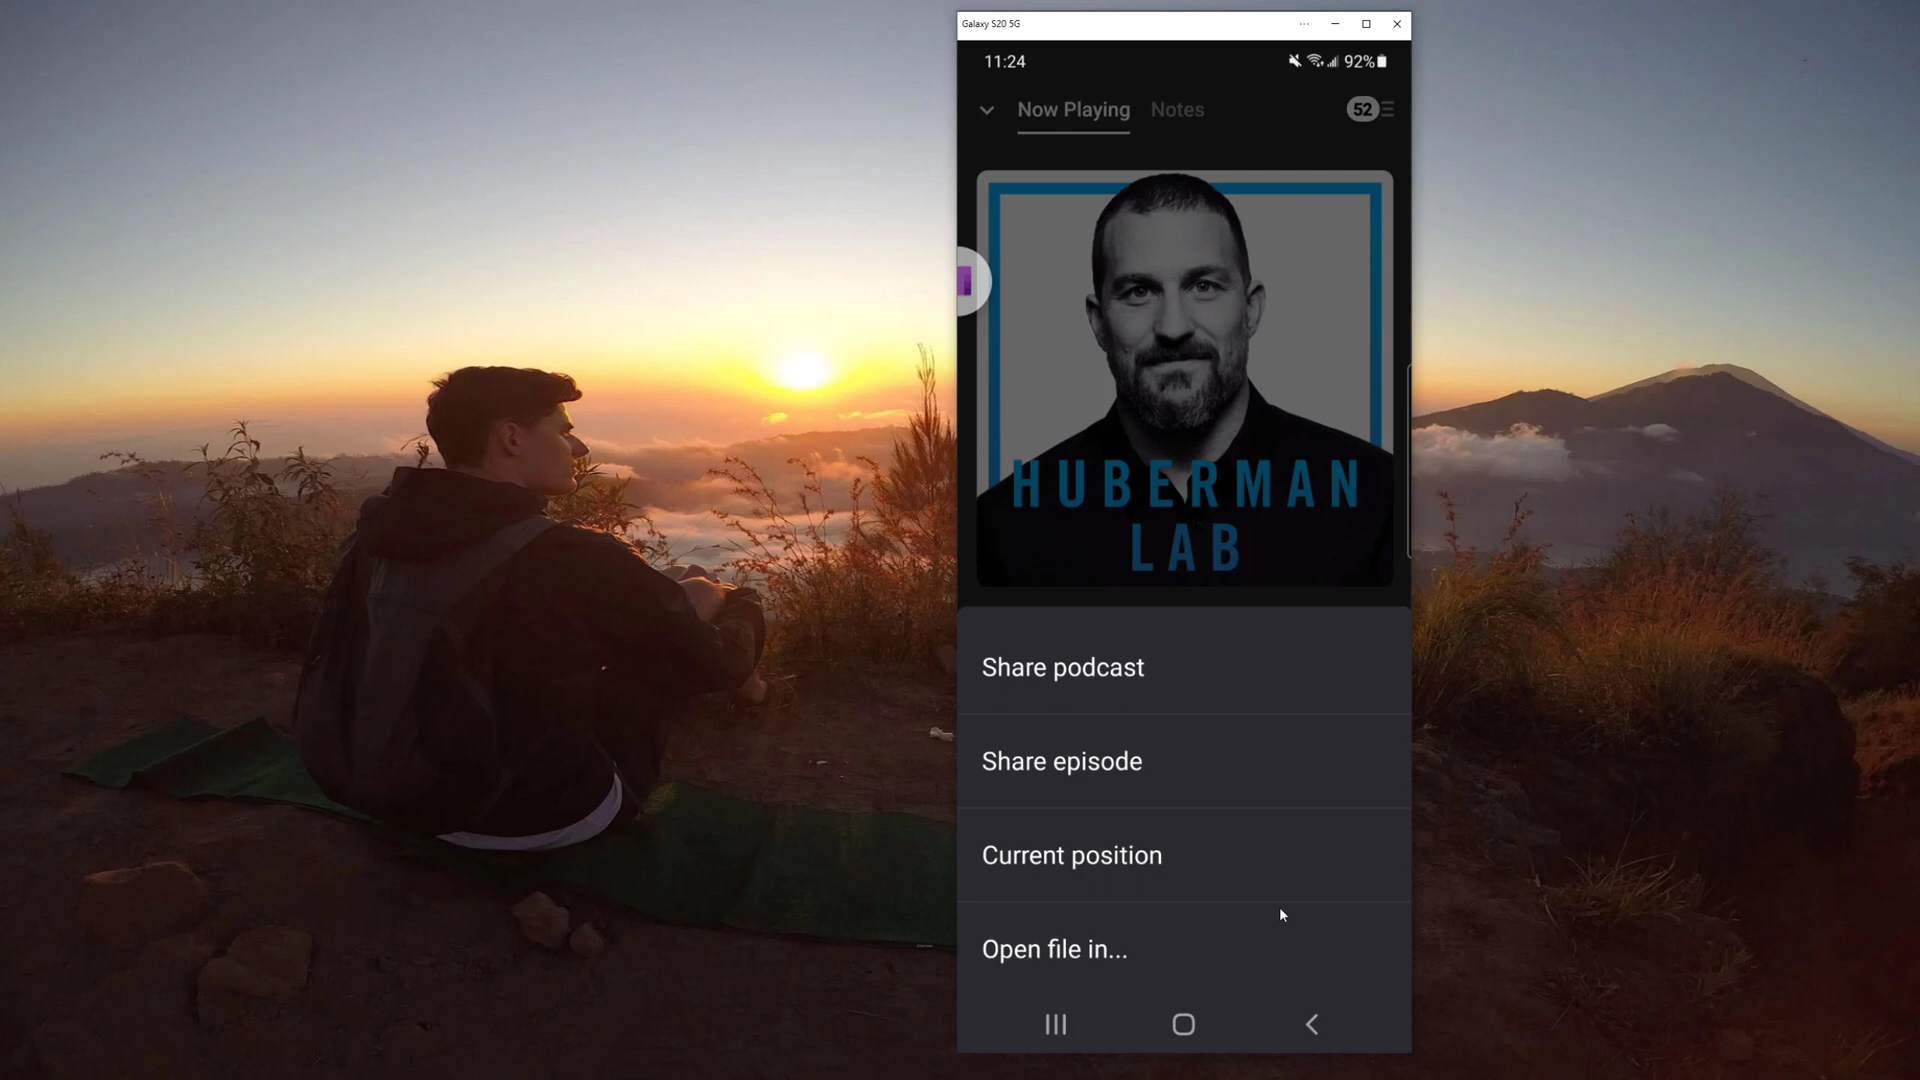 Galaxy S20 5G
11:24
92%
Now Playing
Notes
52
HUBERMAN
LAB
Share podcast
Share episode
Current position
Open file in...